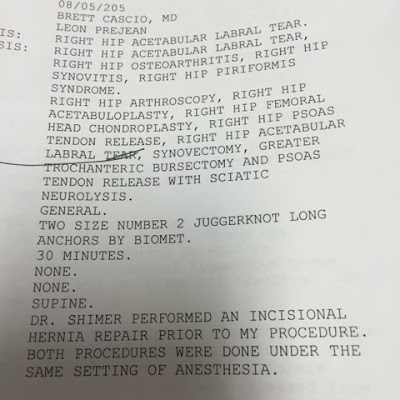 08/05/205
BRETT CASCIO, MD
IS: LEON PREJEAN
SIS: RIGHT HIP ACETABULAR LABRAL TEAR.
RIGHT HIP ACETABULAR LABRAL TEAR,
RIGHT HIP OSTEOARTHRITIS, RIGHT HIP
SYNOVITIS, RIGHT HIP PIRIFORMIS
SYNDROME.
RIGHT HIP ARTHROSCOPY, RIGHT HIP
ACETABULOPLASTY, RIGHT HIP FEMORAL
HEAD CHONDROPLASTY, RIGHT HIP PSOAS
TENDON RELEASE, RIGHT HIP ACETABULAR
LABRAL TEAR, SYNOVECTOMY, GREATER
TROCHANTERIC BURSECTOMY AND PSOAS
TENDON RELEASE WITH SCIATIC
NEUROLYSIS.
GENERAL.
TWO SIZE NUMBER 2 JUGGERKNOT LONG
ANCHORS BY BIOMET.
30 MINUTES.
NONE.
NONE.
SUPINE.
DR. SHIMER PERFORMED AN INCISIONAL
HERNIA REPAIR PRIOR TO MY PROCEDURE.
BOTH PROCEDURES WERE DONE UNDER THE
SAME SETTING OF ANESTHESIA.